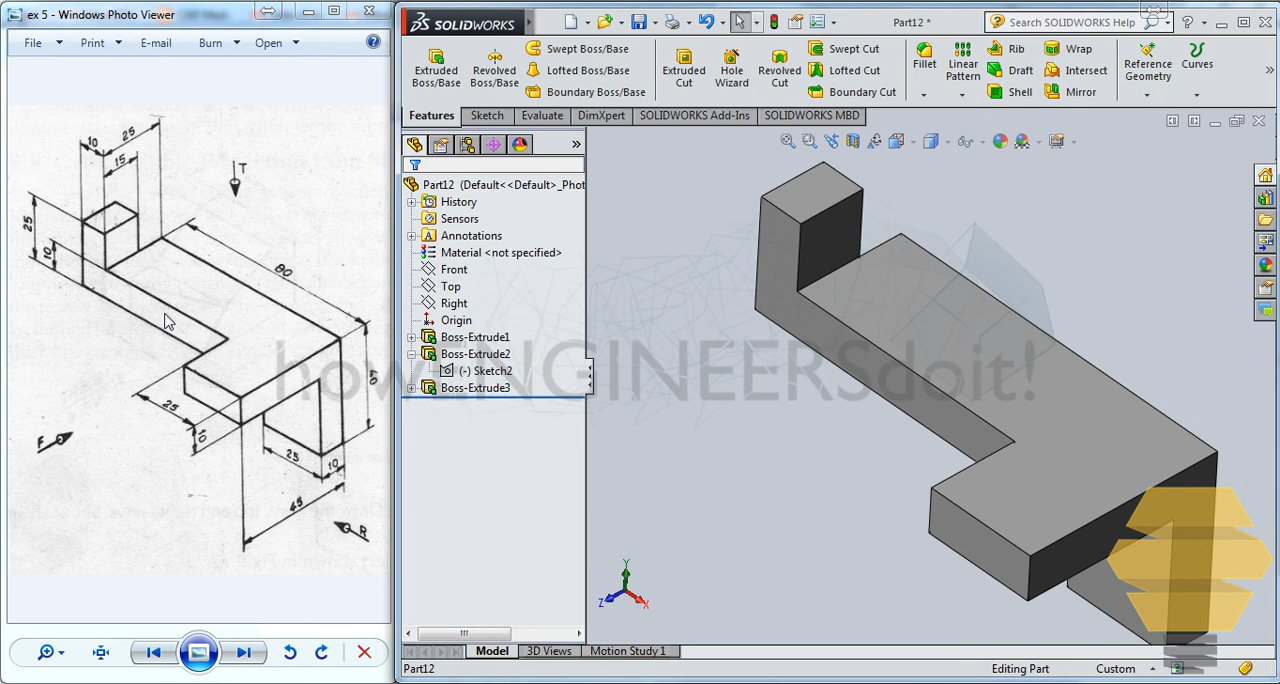 ex 5 - Windows Photo Viewer
File Print E-mail Burn Open
10
25
15
T
25
10
80
40
25
10
25
10
45
F
R
SOLIDWORKS
Part12 *
Search SOLIDWORKS Help
Extruded Boss/Base
Revolved Boss/Base
Swept Boss/Base
Lofted Boss/Base
Boundary Boss/Base
Extruded Cut
Hole Wizard
Revolved Cut
Swept Cut
Lofted Cut
Boundary Cut
Fillet
Linear Pattern
Rib
Draft
Shell
Wrap
Intersect
Mirror
Reference Geometry
Curves
Features Sketch Evaluate DimXpert SOLIDWORKS Add-Ins SOLIDWORKS MBD
Part12 (Default<<Default>_Phot
History
Sensors
Annotations
Material <not specified>
Front
Top
Right
Origin
Boss-Extrude1
Boss-Extrude2
(-) Sketch2
Boss-Extrude3
howENGINEERSdoit!
Y
Z
X
Model 3D Views Motion Study 1
Part12
Editing Part
Custom